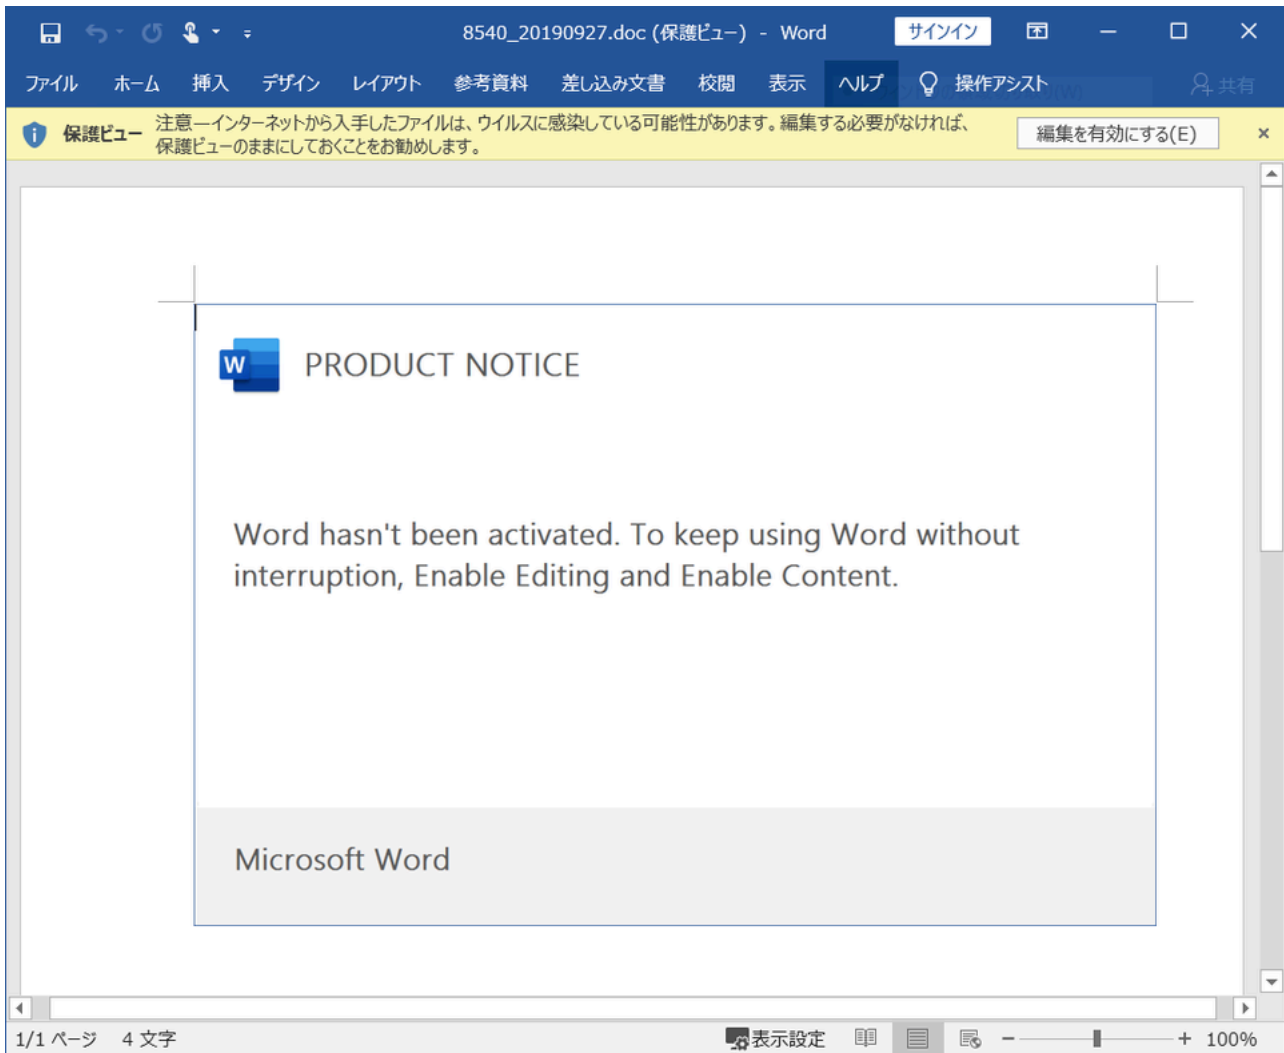 8540_20190927.doc (保護ビュー) - Word サインイン
ファイル ホーム 挿入 デザイン レイアウト 参考資料 差し込み文書 校閲 表示 ヘルプ 操作アシスト 共有
保護ビュー 注意―インターネットから入手したファイルは、ウイルスに感染している可能性があります。編集する必要がなければ、
保護ビューのままにしておくことをお勧めします。
編集を有効にする(E)
W PRODUCT NOTICE
Word hasn't been activated. To keep using Word without
interruption, Enable Editing and Enable Content.
Microsoft Word
1/1 ページ 4 文字 表示設定 100%